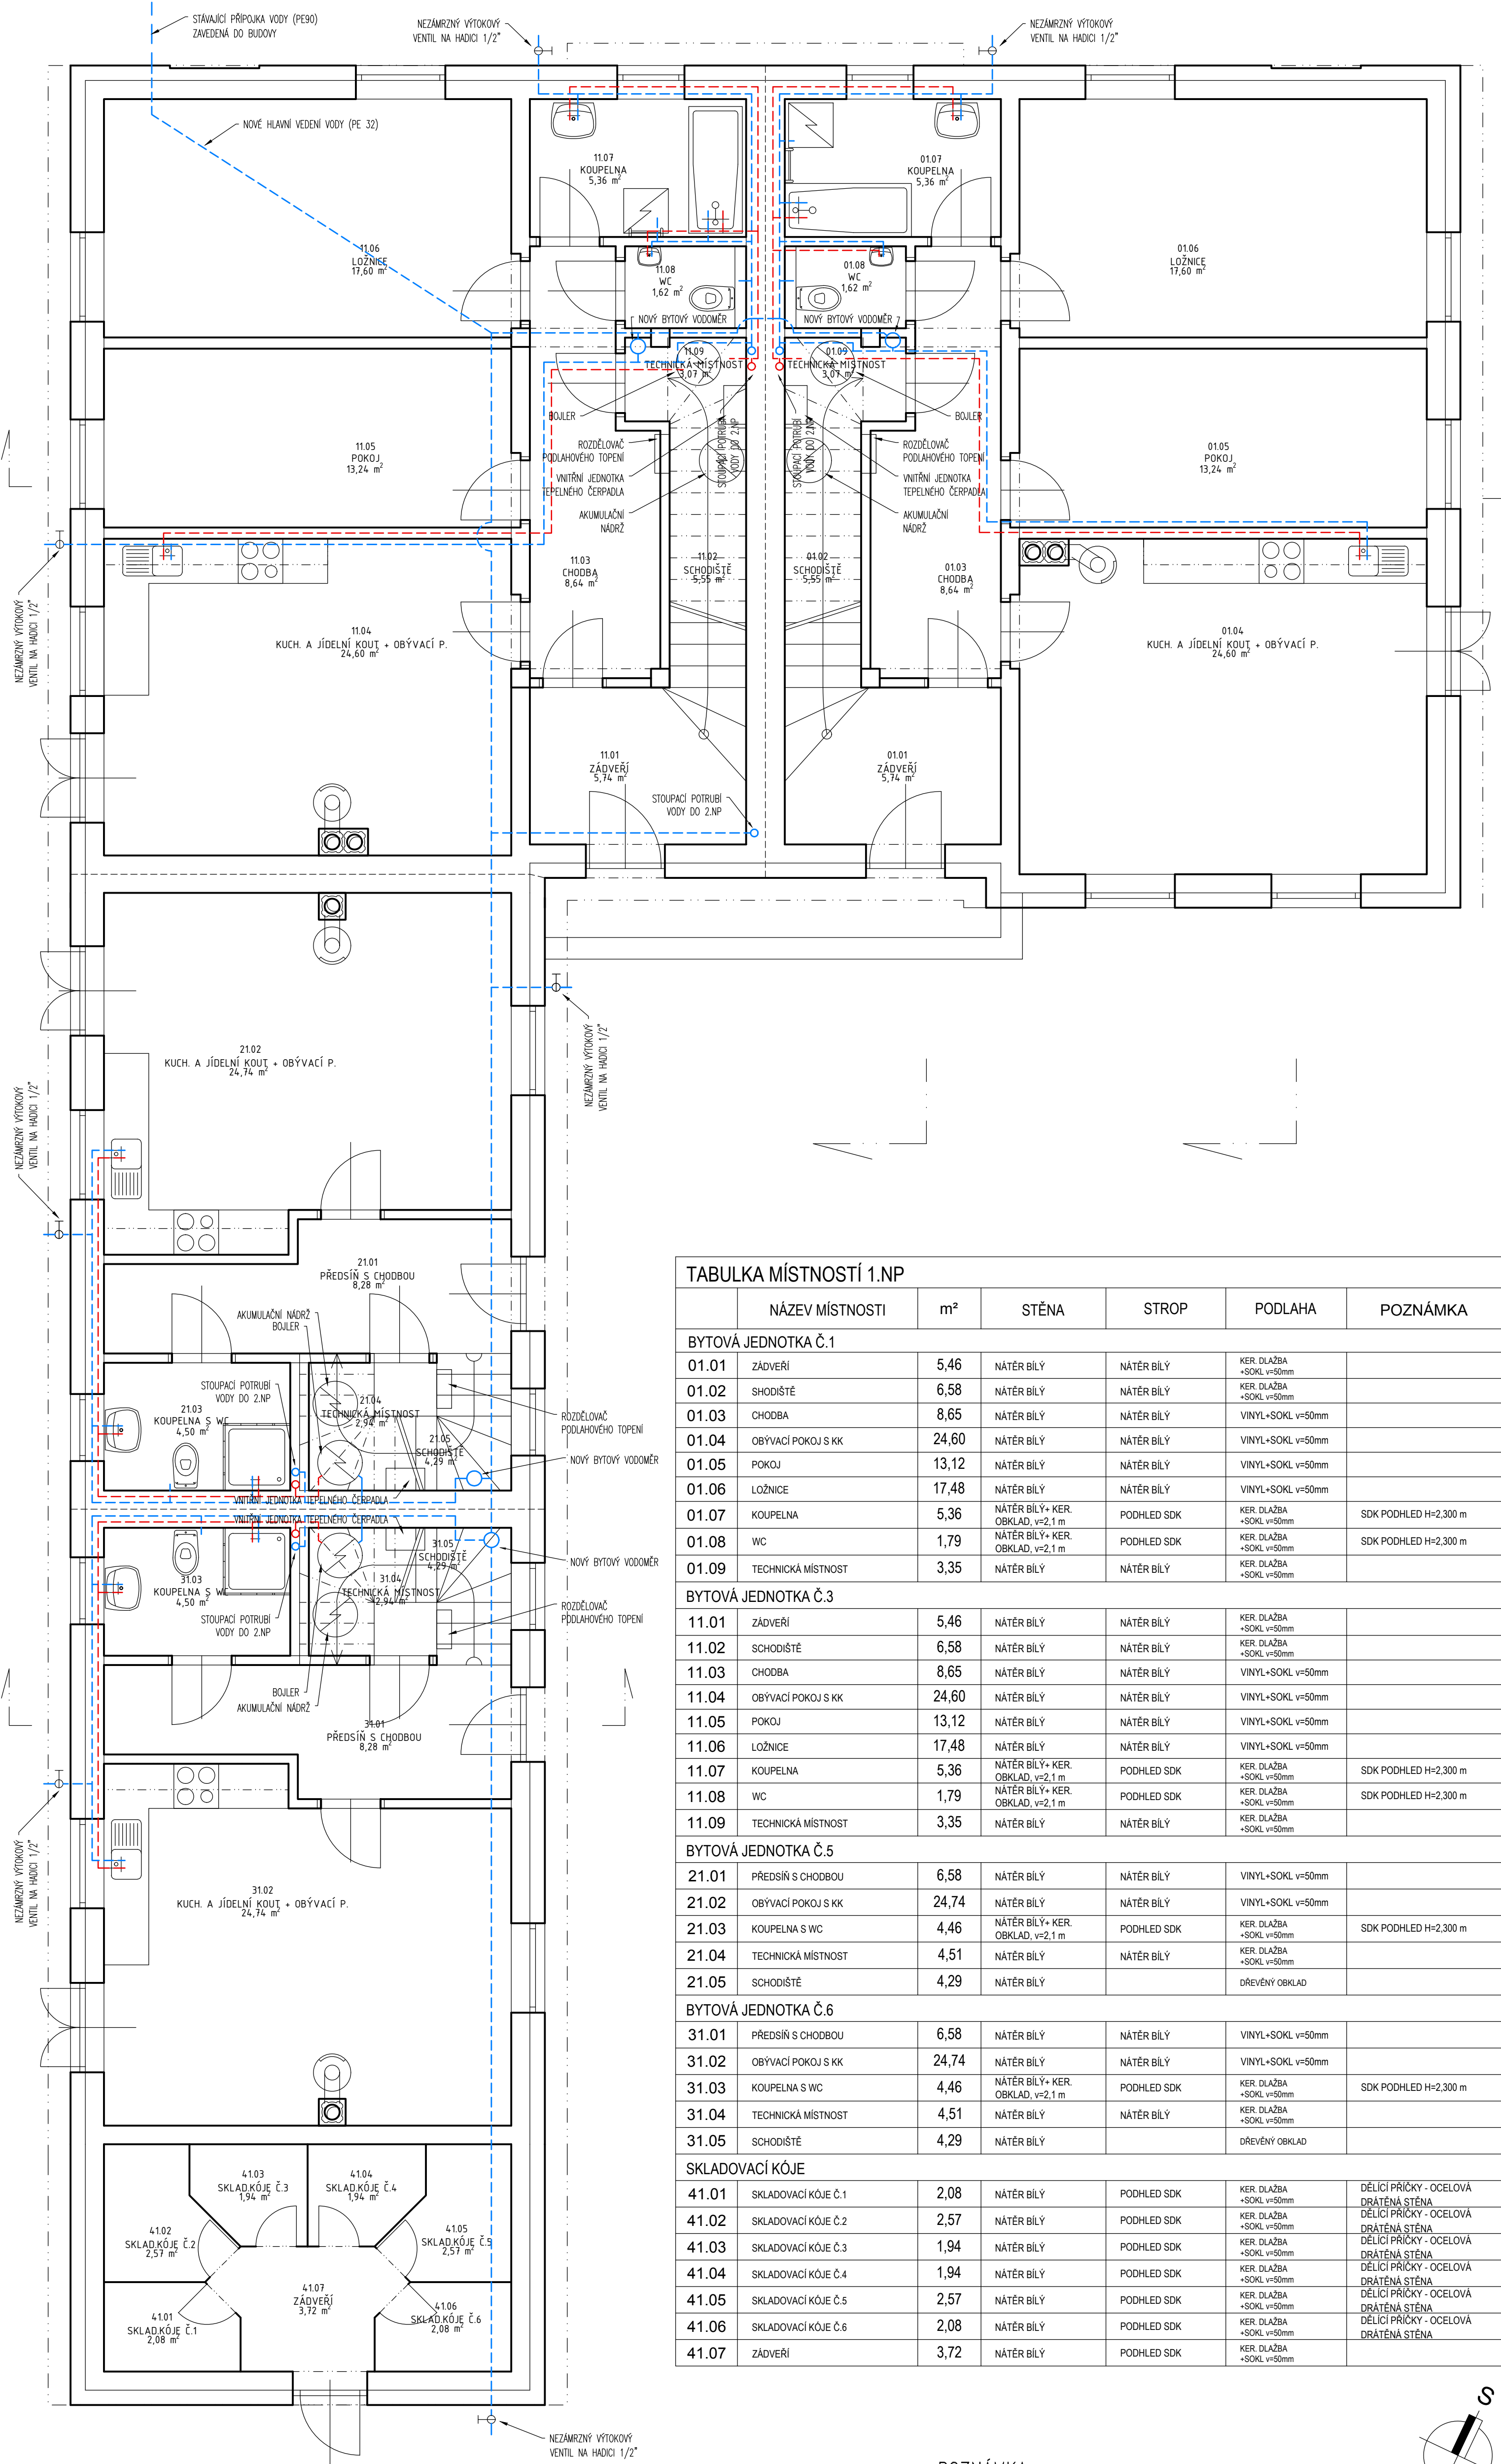 STÁVAJÍCÍ PŘÍPOJKA VODY (PE90)
ZAVEDENÁ DO BUDOVY
NEZÁMRZNÝ VÝTOKOVÝ
VENTIL NA HADICI 1/2"
NEZÁMRZNÝ VÝTOKOVÝ
VENTIL NA HADICI 1/2"
NOVÉ HLAVNÍ VEDENÍ VODY (PE 32)
11.07
KOUPELNA
5,36 m²
01.07
KOUPELNA
5,36 m²
11.06
LOŽNICE
17,60 m²
11.08
WC
1,62 m²
01.08
WC
1,62 m²
01.06
LOŽNICE
17,60 m²
NOVÝ BYTOVÝ VODOMĚR
NOVÝ BYTOVÝ VODOMĚR
11.09
TECHNICKÁ MÍSTNOST
3,07 m²
01.09
TECHNICKÁ MÍSTNOST
3,07 m²
BOJLER
BOJLER
11.05
POKOJ
13,24 m²
01.05
POKOJ
13,24 m²
ROZDĚLOVAČ
PODLAHOVÉHO TOPENÍ
STOUPACÍ POTRUBÍ
VODY DO 2.NP
STOUPACÍ POTRUBÍ
VODY DO 2.NP
ROZDĚLOVAČ
PODLAHOVÉHO TOPENÍ
VNITŘNÍ JEDNOTKA
TEPELNÉHO ČERPADLA
VNITŘNÍ JEDNOTKA
TEPELNÉHO ČERPADLA
AKUMULAČNÍ
NÁDRŽ
AKUMULAČNÍ
NÁDRŽ
11.03
CHODBA
8,64 m²
11.02
SCHODIŠTĚ
5,55 m²
01.02
SCHODIŠTĚ
5,55 m²
01.03
CHODBA
8,64 m²
NEZÁMRZNÝ VÝTOKOVÝ
VENTIL NA HADICI 1/2"
11.04
KUCH. A JÍDELNÍ KOUT + OBÝVACÍ P.
24,60 m²
01.04
KUCH. A JÍDELNÍ KOUT + OBÝVACÍ P.
24,60 m²
11.01
ZÁDVEŘÍ
5,74 m²
01.01
ZÁDVEŘÍ
5,74 m²
STOUPACÍ POTRUBÍ
VODY DO 2.NP
NEZÁMRZNÝ VÝTOKOVÝ
VENTIL NA HADICI 1/2"
21.02
KUCH. A JÍDELNÍ KOUT + OBÝVACÍ P.
24,74 m²
NEZÁMRZNÝ VÝTOKOVÝ
VENTIL NA HADICI 1/2"
21.01
PŘEDSÍŇ S CHODBOU
8,28 m²
AKUMULAČNÍ NÁDRŽ
BOJLER
STOUPACÍ POTRUBÍ
VODY DO 2.NP
21.03
KOUPELNA S WC
4,50 m²
21.04
TECHNICKÁ MÍSTNOST
2,94 m²
21.05
SCHODIŠTĚ
4,29 m²
ROZDĚLOVAČ
PODLAHOVÉHO TOPENÍ
NOVÝ BYTOVÝ VODOMĚR
VNITŘNÍ JEDNOTKA TEPELNÉHO ČERPADLA
VNITŘNÍ JEDNOTKA TEPELNÉHO ČERPADLA
31.05
SCHODIŠTĚ
4,29 m²
NOVÝ BYTOVÝ VODOMĚR
31.03
KOUPELNA S WC
4,50 m²
31.04
TECHNICKÁ MÍSTNOST
2,94 m²
STOUPACÍ POTRUBÍ
VODY DO 2.NP
ROZDĚLOVAČ
PODLAHOVÉHO TOPENÍ
BOJLER
AKUMULAČNÍ NÁDRŽ
31.01
PŘEDSÍŇ S CHODBOU
8,28 m²
NEZÁMRZNÝ VÝTOKOVÝ
VENTIL NA HADICI 1/2"
31.02
KUCH. A JÍDELNÍ KOUT + OBÝVACÍ P.
24,74 m²
41.03
SKLAD.KÓJE Č.3
1,94 m²
41.04
SKLAD.KÓJE Č.4
1,94 m²
41.02
SKLAD.KÓJE Č.2
2,57 m²
41.05
SKLAD.KÓJE Č.5
2,57 m²
41.07
ZÁDVEŘÍ
3,72 m²
41.01
SKLAD.KÓJE Č.1
2,08 m²
41.06
SKLAD.KÓJE Č.6
2,08 m²
NEZÁMRZNÝ VÝTOKOVÝ
VENTIL NA HADICI 1/2"
TABULKA MÍSTNOSTÍ 1.NP
NÁZEV MÍSTNOSTI m² STĚNA STROP PODLAHA POZNÁMKA
BYTOVÁ JEDNOTKA Č.1
01.01 ZÁDVEŘÍ 5,46 NÁTĚR BÍLÝ NÁTĚR BÍLÝ KER. DLAŽBA +SOKL v=50mm
01.02 SHODIŠTĚ 6,58 NÁTĚR BÍLÝ NÁTĚR BÍLÝ KER. DLAŽBA +SOKL v=50mm
01.03 CHODBA 8,65 NÁTĚR BÍLÝ NÁTĚR BÍLÝ VINYL+SOKL v=50mm
01.04 OBÝVACÍ POKOJ S KK 24,60 NÁTĚR BÍLÝ NÁTĚR BÍLÝ VINYL+SOKL v=50mm
01.05 POKOJ 13,12 NÁTĚR BÍLÝ NÁTĚR BÍLÝ VINYL+SOKL v=50mm
01.06 LOŽNICE 17,48 NÁTĚR BÍLÝ NÁTĚR BÍLÝ VINYL+SOKL v=50mm
01.07 KOUPELNA 5,36 NÁTĚR BÍLÝ+ KER. OBKLAD, v=2,1 m PODHLED SDK KER. DLAŽBA +SOKL v=50mm SDK PODHLED H=2,300 m
01.08 WC 1,79 NÁTĚR BÍLÝ+ KER. OBKLAD, v=2,1 m PODHLED SDK KER. DLAŽBA +SOKL v=50mm SDK PODHLED H=2,300 m
01.09 TECHNICKÁ MÍSTNOST 3,35 NÁTĚR BÍLÝ NÁTĚR BÍLÝ KER. DLAŽBA +SOKL v=50mm
BYTOVÁ JEDNOTKA Č.3
11.01 ZÁDVEŘÍ 5,46 NÁTĚR BÍLÝ NÁTĚR BÍLÝ KER. DLAŽBA +SOKL v=50mm
11.02 SCHODIŠTĚ 6,58 NÁTĚR BÍLÝ NÁTĚR BÍLÝ KER. DLAŽBA +SOKL v=50mm
11.03 CHODBA 8,65 NÁTĚR BÍLÝ NÁTĚR BÍLÝ VINYL+SOKL v=50mm
11.04 OBÝVACÍ POKOJ S KK 24,60 NÁTĚR BÍLÝ NÁTĚR BÍLÝ VINYL+SOKL v=50mm
11.05 POKOJ 13,12 NÁTĚR BÍLÝ NÁTĚR BÍLÝ VINYL+SOKL v=50mm
11.06 LOŽNICE 17,48 NÁTĚR BÍLÝ NÁTĚR BÍLÝ VINYL+SOKL v=50mm
11.07 KOUPELNA 5,36 NÁTĚR BÍLÝ+ KER. OBKLAD, v=2,1 m PODHLED SDK KER. DLAŽBA +SOKL v=50mm SDK PODHLED H=2,300 m
11.08 WC 1,79 NÁTĚR BÍLÝ+ KER. OBKLAD, v=2,1 m PODHLED SDK KER. DLAŽBA +SOKL v=50mm SDK PODHLED H=2,300 m
11.09 TECHNICKÁ MÍSTNOST 3,35 NÁTĚR BÍLÝ NÁTĚR BÍLÝ KER. DLAŽBA +SOKL v=50mm
BYTOVÁ JEDNOTKA Č.5
21.01 PŘEDSÍŇ S CHODBOU 6,58 NÁTĚR BÍLÝ NÁTĚR BÍLÝ VINYL+SOKL v=50mm
21.02 OBÝVACÍ POKOJ S KK 24,74 NÁTĚR BÍLÝ NÁTĚR BÍLÝ VINYL+SOKL v=50mm
21.03 KOUPELNA S WC 4,46 NÁTĚR BÍLÝ+ KER. OBKLAD, v=2,1 m PODHLED SDK KER. DLAŽBA +SOKL v=50mm SDK PODHLED H=2,300 m
21.04 TECHNICKÁ MÍSTNOST 4,51 NÁTĚR BÍLÝ NÁTĚR BÍLÝ KER. DLAŽBA +SOKL v=50mm
21.05 SCHODIŠTĚ 4,29 NÁTĚR BÍLÝ DŘEVĚNÝ OBKLAD
BYTOVÁ JEDNOTKA Č.6
31.01 PŘEDSÍŇ S CHODBOU 6,58 NÁTĚR BÍLÝ NÁTĚR BÍLÝ VINYL+SOKL v=50mm
31.02 OBÝVACÍ POKOJ S KK 24,74 NÁTĚR BÍLÝ NÁTĚR BÍLÝ VINYL+SOKL v=50mm
31.03 KOUPELNA S WC 4,46 NÁTĚR BÍLÝ+ KER. OBKLAD, v=2,1 m PODHLED SDK KER. DLAŽBA +SOKL v=50mm SDK PODHLED H=2,300 m
31.04 TECHNICKÁ MÍSTNOST 4,51 NÁTĚR BÍLÝ NÁTĚR BÍLÝ KER. DLAŽBA +SOKL v=50mm
31.05 SCHODIŠTĚ 4,29 NÁTĚR BÍLÝ DŘEVĚNÝ OBKLAD
SKLADOVACÍ KÓJE
41.01 SKLADOVACÍ KÓJE Č.1 2,08 NÁTĚR BÍLÝ PODHLED SDK KER. DLAŽBA +SOKL v=50mm DĚLÍCÍ PŘÍČKY - OCELOVÁ DRÁTĚNÁ STĚNA
41.02 SKLADOVACÍ KÓJE Č.2 2,57 NÁTĚR BÍLÝ PODHLED SDK KER. DLAŽBA +SOKL v=50mm DĚLÍCÍ PŘÍČKY - OCELOVÁ DRÁTĚNÁ STĚNA
41.03 SKLADOVACÍ KÓJE Č.3 1,94 NÁTĚR BÍLÝ PODHLED SDK KER. DLAŽBA +SOKL v=50mm DĚLÍCÍ PŘÍČKY - OCELOVÁ DRÁTĚNÁ STĚNA
41.04 SKLADOVACÍ KÓJE Č.4 1,94 NÁTĚR BÍLÝ PODHLED SDK KER. DLAŽBA +SOKL v=50mm DĚLÍCÍ PŘÍČKY - OCELOVÁ DRÁTĚNÁ STĚNA
41.05 SKLADOVACÍ KÓJE Č.5 2,57 NÁTĚR BÍLÝ PODHLED SDK KER. DLAŽBA +SOKL v=50mm DĚLÍCÍ PŘÍČKY - OCELOVÁ DRÁTĚNÁ STĚNA
41.06 SKLADOVACÍ KÓJE Č.6 2,08 NÁTĚR BÍLÝ PODHLED SDK KER. DLAŽBA +SOKL v=50mm DĚLÍCÍ PŘÍČKY - OCELOVÁ DRÁTĚNÁ STĚNA
41.07 ZÁDVEŘÍ 3,72 NÁTĚR BÍLÝ PODHLED SDK KER. DLAŽBA +SOKL v=50mm
S